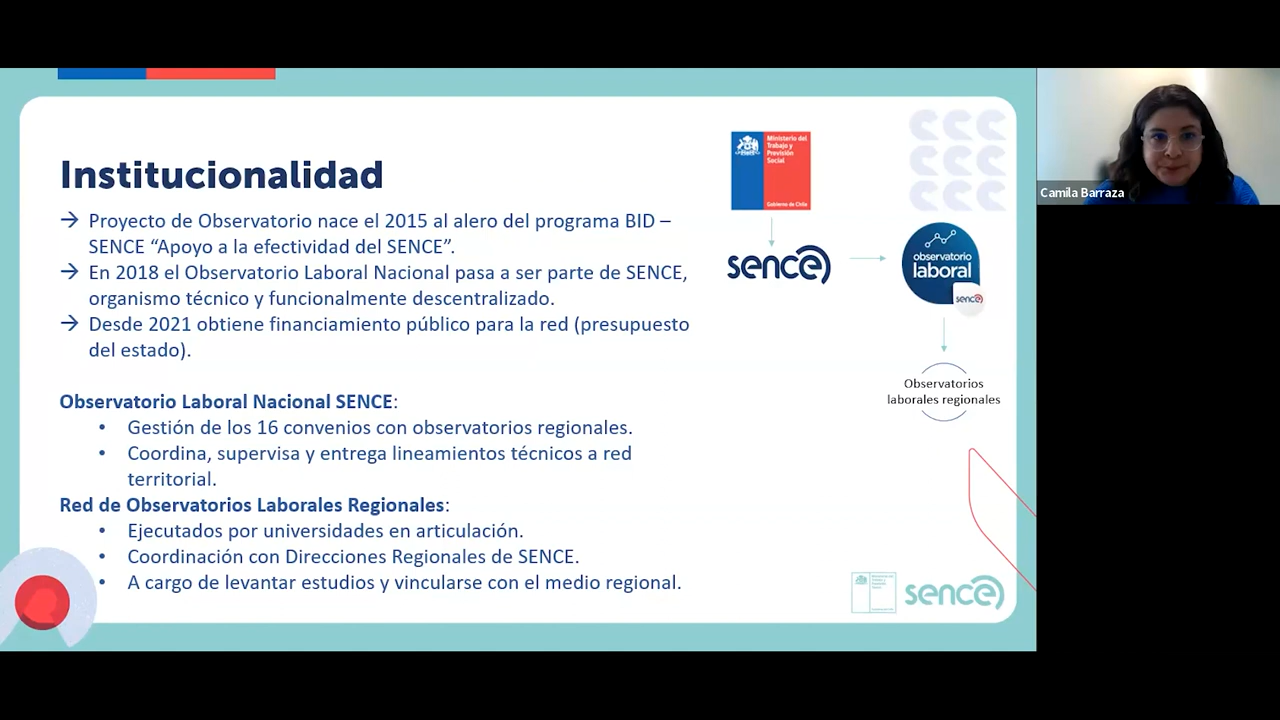 Institucionalidad
→ Proyecto de Observatorio nace el 2015 al alero del programa BID –
SENCE “Apoyo a la efectividad del SENCE”.
→ En 2018 el Observatorio Laboral Nacional pasa a ser parte de SENCE,
organismo técnico y funcionalmente descentralizado.
→ Desde 2021 obtiene financiamiento público para la red (presupuesto
del estado).
Observatorio Laboral Nacional SENCE:
• Gestión de los 16 convenios con observatorios regionales.
• Coordina, supervisa y entrega lineamientos técnicos a red
territorial.
Red de Observatorios Laborales Regionales:
• Ejecutados por universidades en articulación.
• Coordinación con Direcciones Regionales de SENCE.
• A cargo de levantar estudios y vincularse con el medio regional.
Ministerio del
Trabajo y
Previsión
Social
Gobierno de Chile
sence
observatorio
laboral
sence
Observatorios
laborales regionales
sence
Camila Barraza